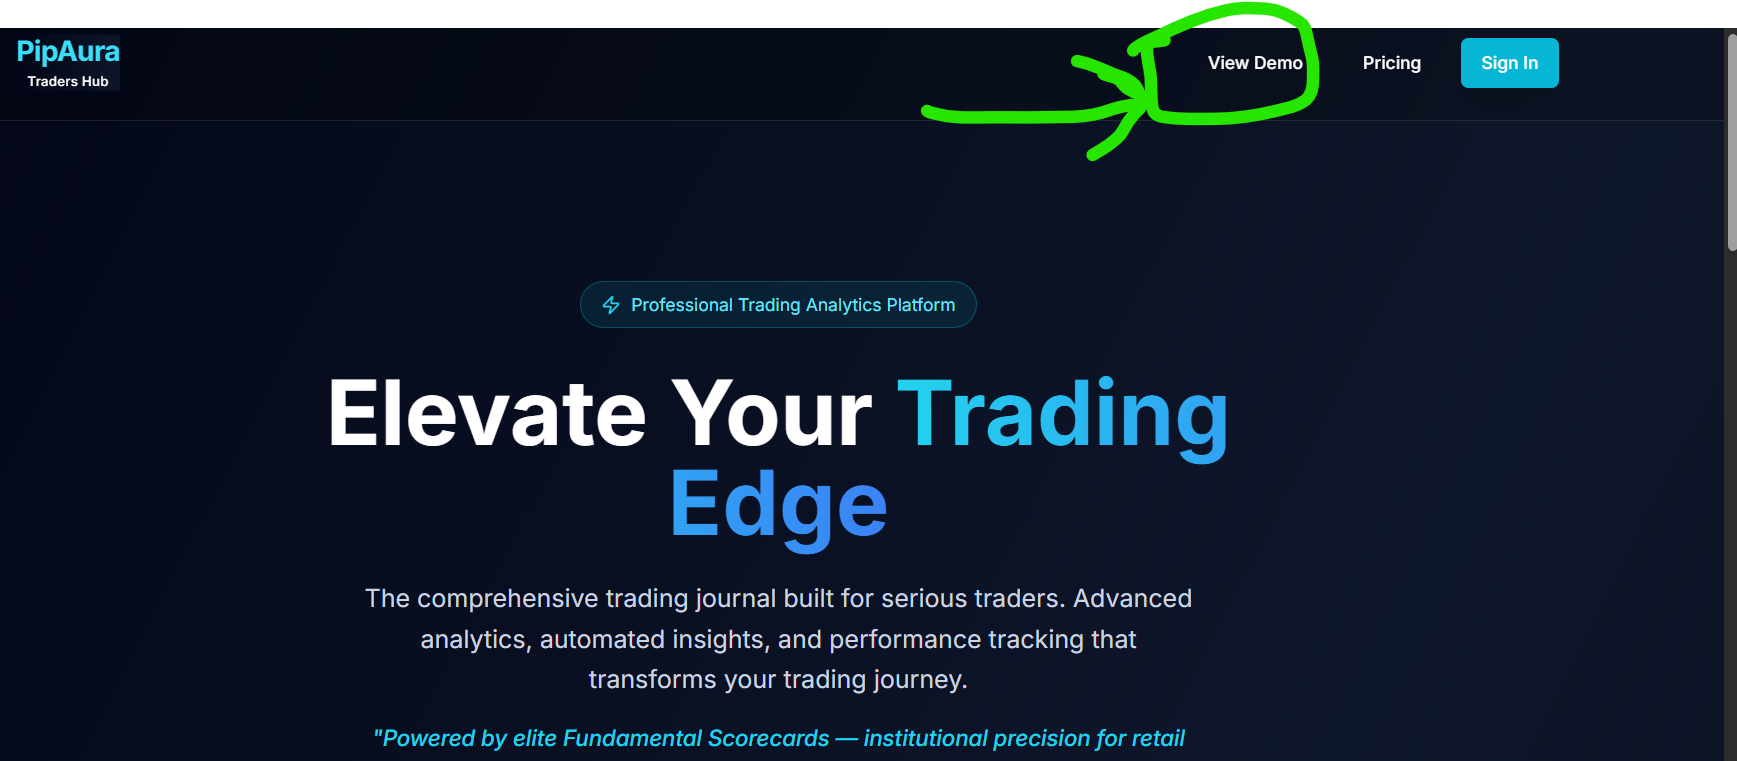 PipAura
Traders Hub
View Demo
Pricing
Sign In
Professional Trading Analytics Platform
Elevate Your Trading
Edge
The comprehensive trading journal built for serious traders. Advanced
analytics, automated insights, and performance tracking that
transforms your trading journey.
"Powered by elite Fundamental Scorecards — institutional precision for retail